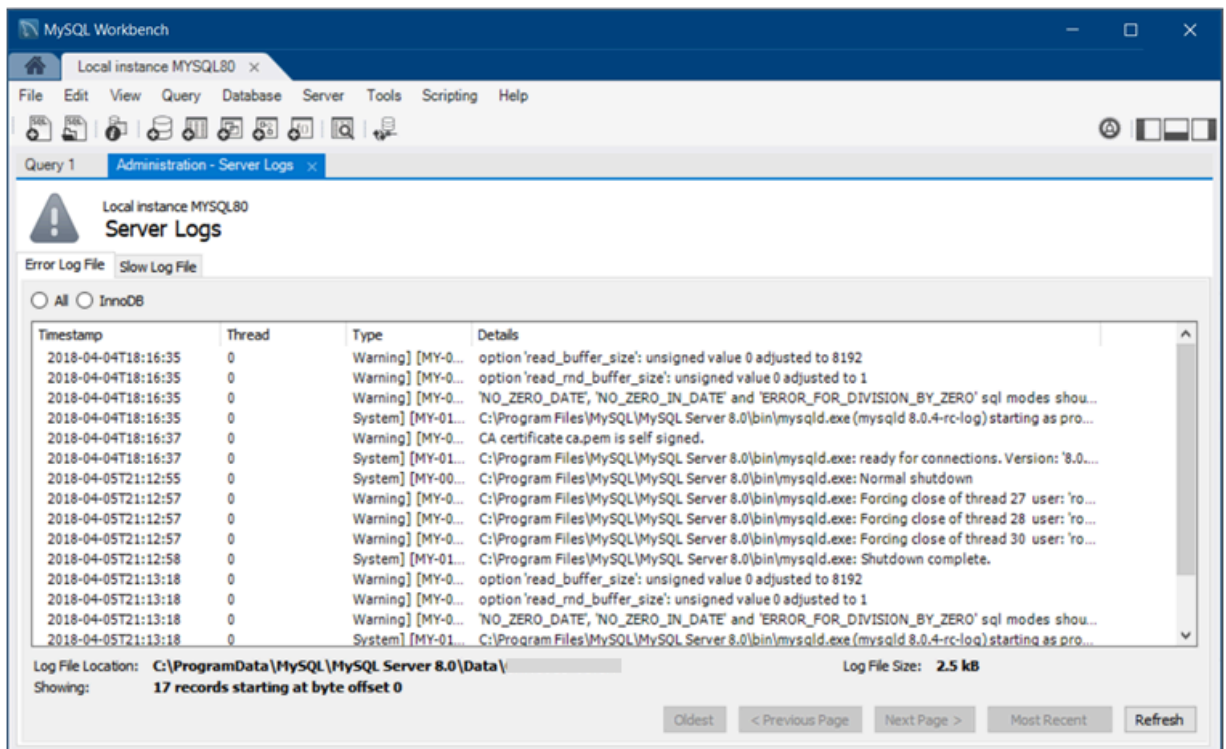 MySQL Workbench
Local instance MYSQL80
File Edit View Query Database Server Tools Scripting Help
Query 1 Administration - Server Logs
Local instance MYSQL80
Server Logs
Error Log File Slow Log File
All InnoDB
Timestamp Thread Type Details
2018-04-04T18:16:35 0 Warning] [MY-0... option 'read_buffer_size': unsigned value 0 adjusted to 8192
2018-04-04T18:16:35 0 Warning] [MY-0... option 'read_rnd_buffer_size': unsigned value 0 adjusted to 1
2018-04-04T18:16:35 0 Warning] [MY-0... 'NO_ZERO_DATE', 'NO_ZERO_IN_DATE' and 'ERROR_FOR_DIVISION_BY_ZERO' sql modes shou...
2018-04-04T18:16:35 0 System] [MY-01... C:\Program Files\MySQL\MySQL Server 8.0\bin\mysqld.exe (mysqld 8.0.4-rc-log) starting as pro...
2018-04-04T18:16:37 0 Warning] [MY-0... CA certificate ca.pem is self signed.
2018-04-04T18:16:37 0 System] [MY-01... C:\Program Files\MySQL\MySQL Server 8.0\bin\mysqld.exe: ready for connections. Version: '8.0....
2018-04-05T21:12:55 0 System] [MY-00... C:\Program Files\MySQL\MySQL Server 8.0\bin\mysqld.exe: Normal shutdown
2018-04-05T21:12:57 0 Warning] [MY-0... C:\Program Files\MySQL\MySQL Server 8.0\bin\mysqld.exe: Forcing close of thread 27 user: 'ro...
2018-04-05T21:12:57 0 Warning] [MY-0... C:\Program Files\MySQL\MySQL Server 8.0\bin\mysqld.exe: Forcing close of thread 28 user: 'ro...
2018-04-05T21:12:57 0 Warning] [MY-0... C:\Program Files\MySQL\MySQL Server 8.0\bin\mysqld.exe: Forcing close of thread 30 user: 'ro...
2018-04-05T21:12:58 0 System] [MY-01... C:\Program Files\MySQL\MySQL Server 8.0\bin\mysqld.exe: Shutdown complete.
2018-04-05T21:13:18 0 Warning] [MY-0... option 'read_buffer_size': unsigned value 0 adjusted to 8192
2018-04-05T21:13:18 0 Warning] [MY-0... option 'read_rnd_buffer_size': unsigned value 0 adjusted to 1
2018-04-05T21:13:18 0 Warning] [MY-0... 'NO_ZERO_DATE', 'NO_ZERO_IN_DATE' and 'ERROR_FOR_DIVISION_BY_ZERO' sql modes shou...
2018-04-05T21:13:18 0 System] [MY-01... C:\Program Files\MySQL\MySQL Server 8.0\bin\mysqld.exe (mysqld 8.0.4-rc-log) starting as pro...
Log File Location: C:\ProgramData\MySQL\MySQL Server 8.0\Data\ Log File Size: 2.5 kB
Showing: 17 records starting at byte offset 0
Oldest < Previous Page Next Page > Most Recent Refresh